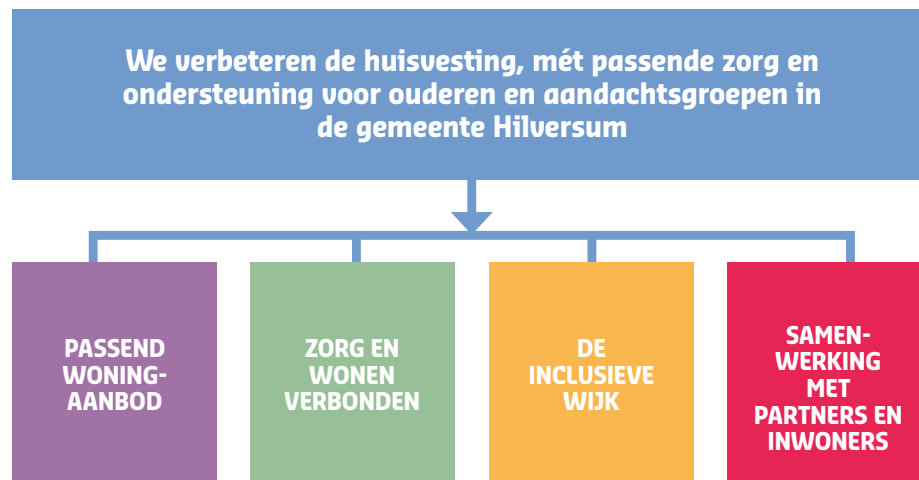 We verbeteren de huisvesting, mét passende zorg en
ondersteuning voor ouderen en aandachtsgroepen in
de gemeente Hilversum
PASSEND
WONING-
AANBOD
ZORG EN
WONEN
VERBONDEN
DE
INCLUSIEVE
WIJK
SAMEN-
WERKING
MET
PARTNERS EN
INWONERS